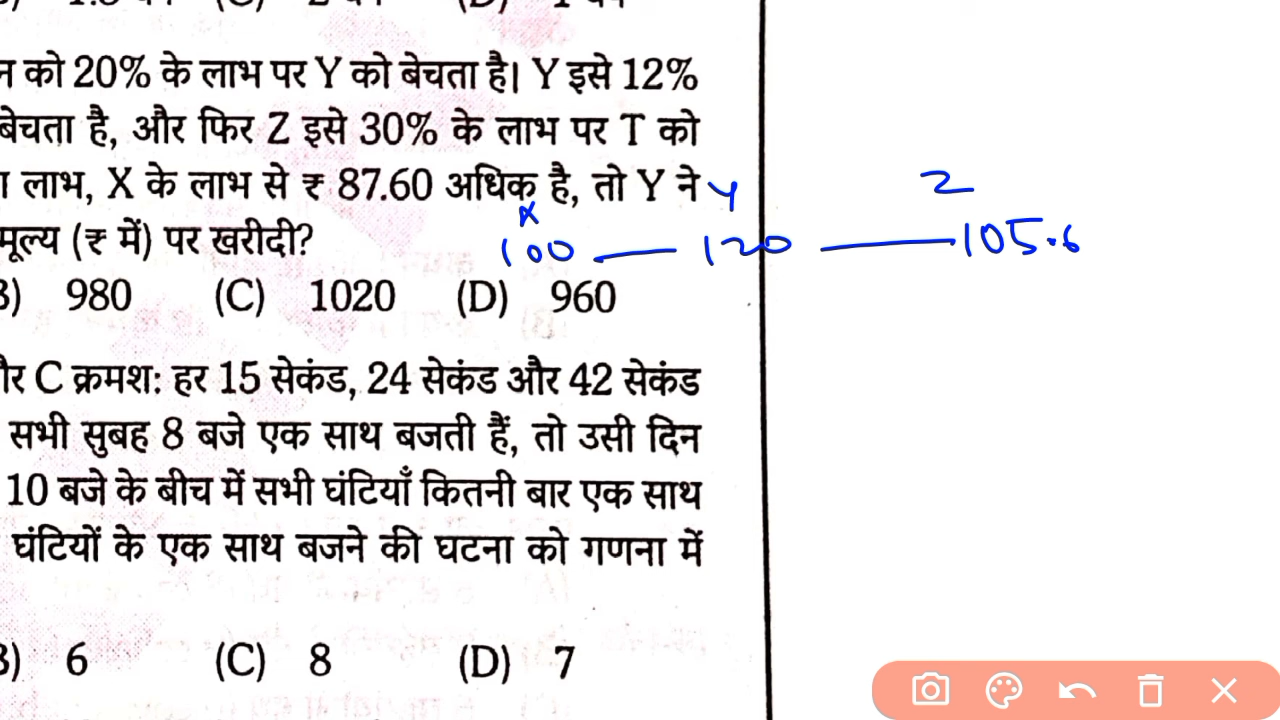 न को 20% के लाभ पर Y को बेचता है। Y इसे 12%
बेचता है, और फिर Z इसे 30% के लाभ पर T को
लाभ, X के लाभ से ₹ 87.60 अधिक है, तो Y ने
मूल्य (₹ में) पर खरीदी?
X Y Z
100 120 105.6
980 (C) 1020 (D) 960
C क्रमश: हर 15 सेकंड, 24 सेकंड और 42 सेकंड
सभी सुबह 8 बजे एक साथ बजती हैं, तो उसी दिन
10 बजे के बीच में सभी घंटियाँ कितनी बार एक साथ
घंटियों के एक साथ बजने की घटना को गणना में
6 (C) 8 (D) 7